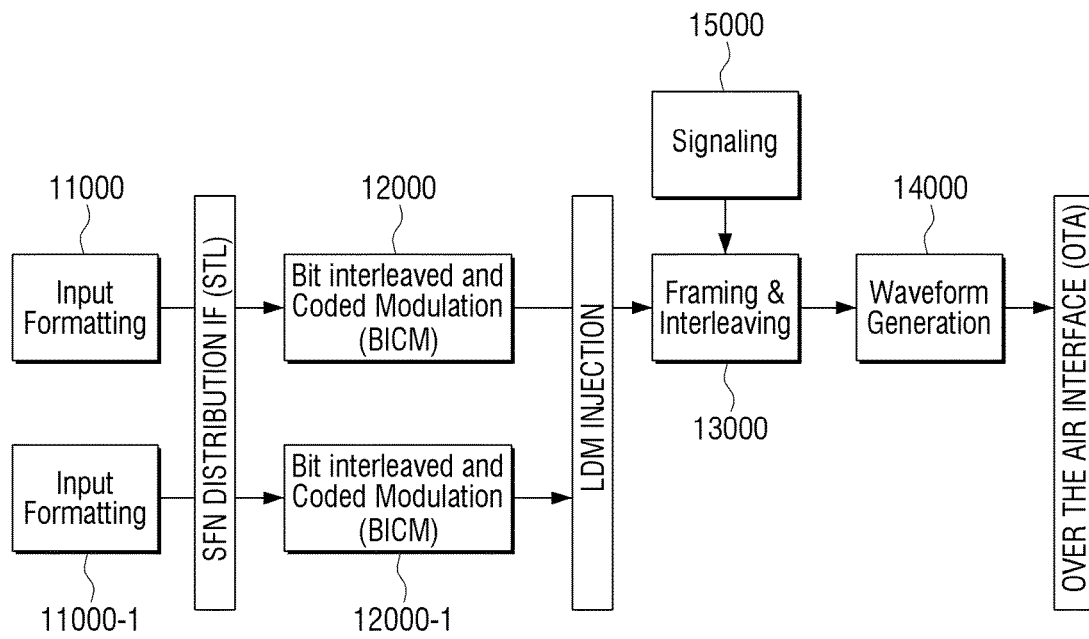 15000
Signaling
11000
12000
14000
Input
Formatting
SFN DISTRIBUTION IF (STL)
Bit interleaved and
Coded Modulation
(BICM)
LDM INJECTION
Framing &
Interleaving
Waveform
Generation
OVER THE AIR INTERFACE (OTA)
13000
Input
Formatting
Bit interleaved and
Coded Modulation
(BICM)
11000-1
12000-1